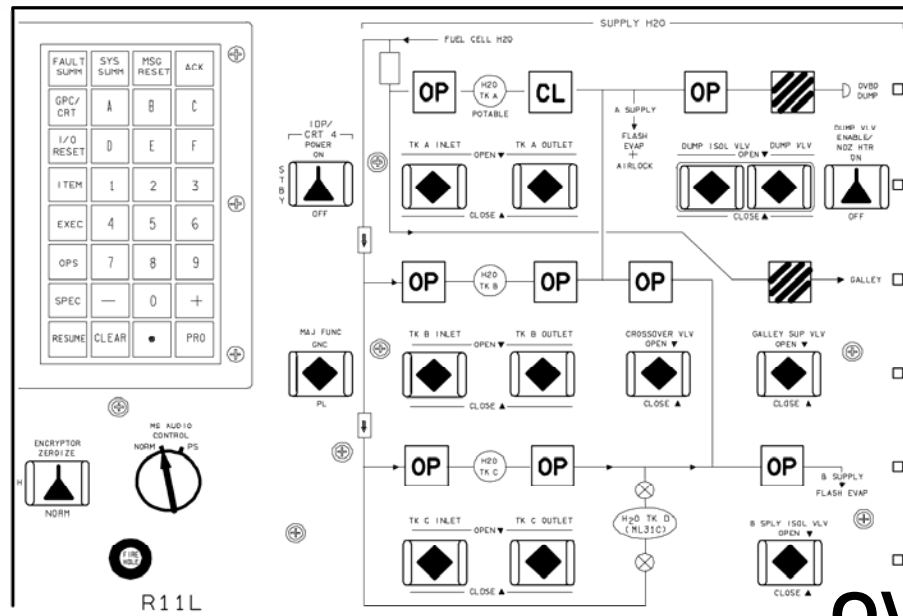 SUPPLY H2O
FUEL CELL H2O
FAULT SUMM
SYS SUMM
MSG RESET
ACK
GPC/ CRT
A
B
C
I/O RESET
D
E
F
ITEM
1
2
3
EXEC
4
5
6
OPS
7
8
9
SPEC
—
0
+
RESUME
CLEAR
•
PRO
IDP/ CRT 4
POWER
ON
STBY
OFF
MAJ FUNC
GNC
PL
ENCRYPTOR
ZEROIZE
H
NORM
MS AUDIO
CONTROL
NORM
PS
FIRE HOLE
R11L
OP
H2O TK A
POTABLE
CL
A SUPPLY
FLASH
EVAP
+
AIRLOCK
OP
OVBD
DUMP
TK A INLET
TK A OUTLET
OPEN ▼
CLOSE ▲
DUMP ISOL VLV
DUMP VLV
OPEN ▼
CLOSE ▲
DUMP VLV
ENABLE/
NOZ HTR
ON
OFF
OP
H2O TK B
OP
OP
GALLEY
TK B INLET
TK B OUTLET
OPEN ▼
CLOSE ▲
CROSSOVER VLV
OPEN ▼
CLOSE ▲
GALLEY SUP VLV
OPEN ▼
CLOSE ▲
OP
H2O TK C
OP
OP
B SUPPLY
FLASH EVAP
H2O TK D
(ML31C)
TK C INLET
TK C OUTLET
OPEN ▼
CLOSE ▲
B SPLY ISOL VLV
OPEN ▼
CLOSE ▲